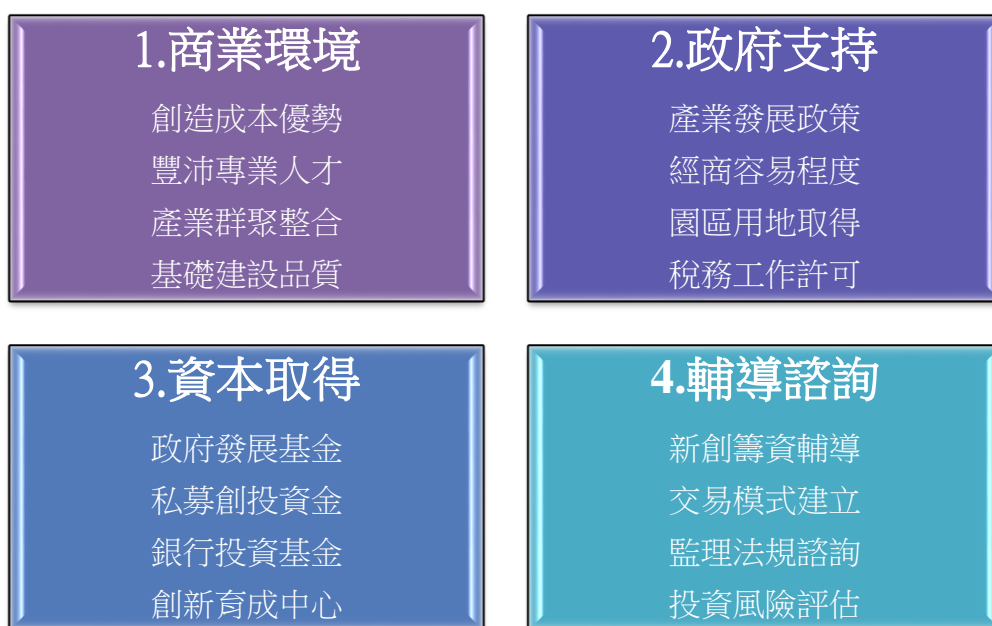 1.商業環境
創造成本優勢
豐沛專業人才
產業群聚整合
基礎建設品質
2.政府支持
產業發展政策
經商容易程度
園區用地取得
稅務工作許可
3.資本取得
政府發展基金
私募創投資金
銀行投資基金
創新育成中心
4.輔導諮詢
新創籌資輔導
交易模式建立
監理法規諮詢
投資風險評估